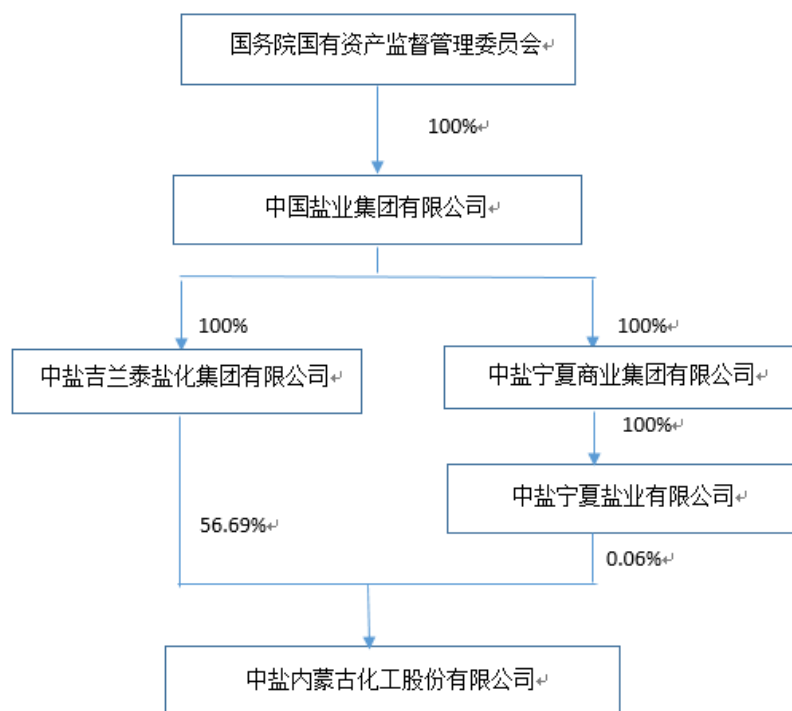 国务院国有资产监督管理委员会
100%
中国盐业集团有限公司
100%
100%
中盐吉兰泰盐化集团有限公司
中盐宁夏商业集团有限公司
100%
中盐宁夏盐业有限公司
56.69%
0.06%
中盐内蒙古化工股份有限公司